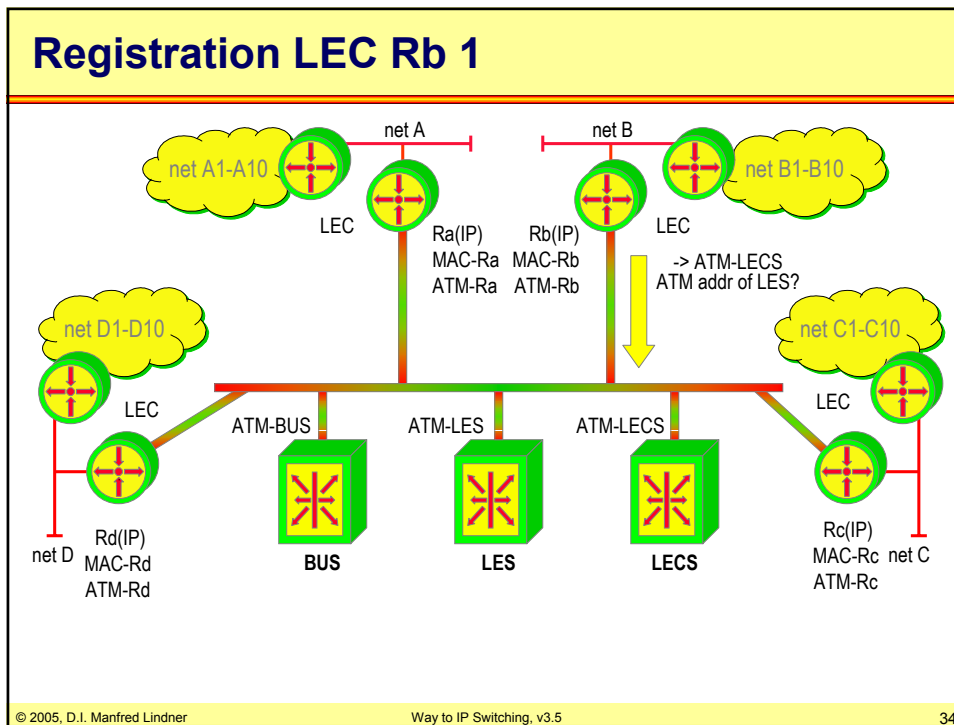 Registration LEC Rb 1
net A
net B
net A1-A10
net B1-B10
LEC
LEC
Ra(IP)
MAC-Ra
ATM-Ra
Rb(IP)
MAC-Rb
ATM-Rb
-> ATM-LECS
ATM addr of LES?
net D1-D10
net C1-C10
LEC
LEC
ATM-BUS
ATM-LES
ATM-LECS
net D
Rd(IP)
MAC-Rd
ATM-Rd
BUS
LES
LECS
Rc(IP)
MAC-Rc
ATM-Rc
net C
© 2005, D.I. Manfred Lindner
Way to IP Switching, v3.5
34